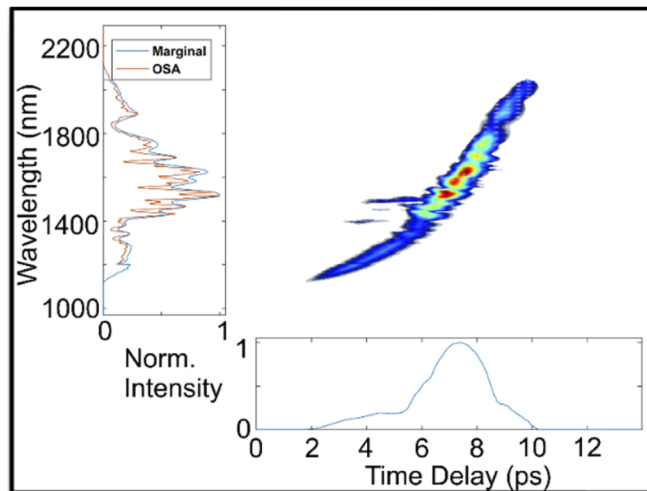 2200
1800
1400
1000
Wavelength (nm)
Marginal
OSA
0
1
Norm.
Intensity
1
0
0
2
4
6
8
10
12
Time Delay (ps)